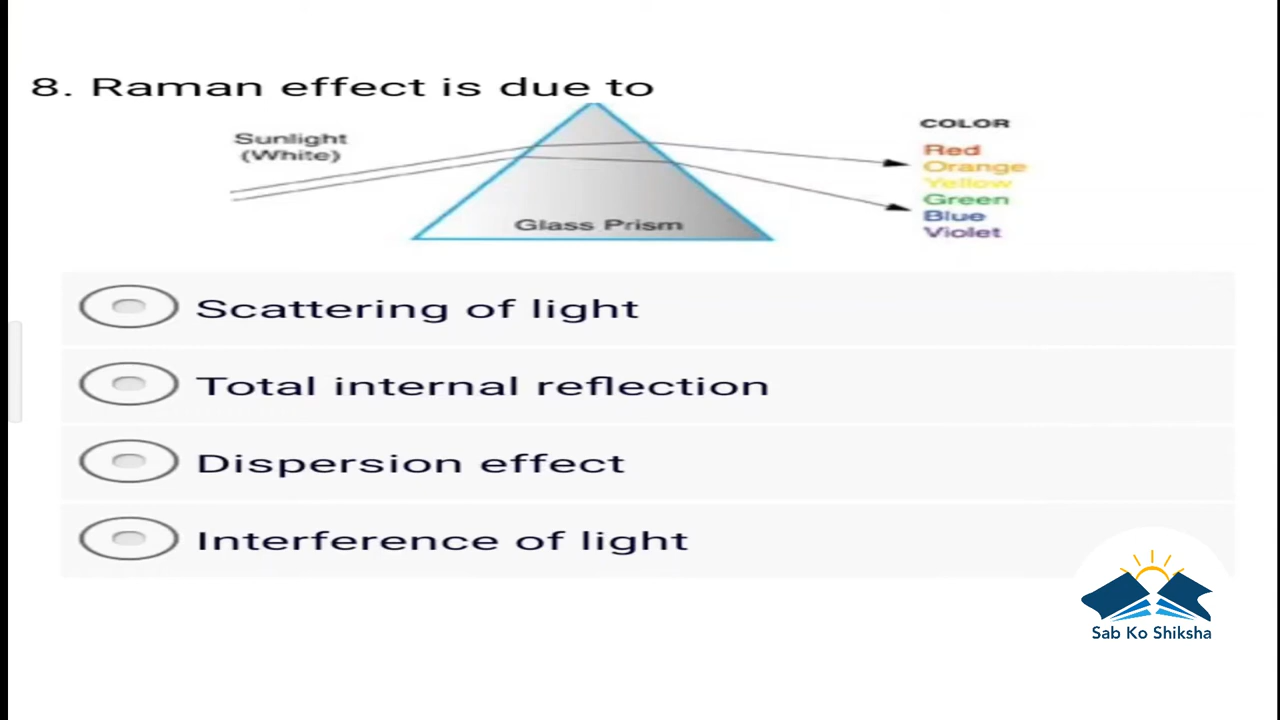 8. Raman effect is due to
Sunlight
(White)
Glass Prism
COLOR
Red
Orange
Yellow
Green
Blue
Violet
Scattering of light
Total internal reflection
Dispersion effect
Interference of light
Sab Ko Shiksha